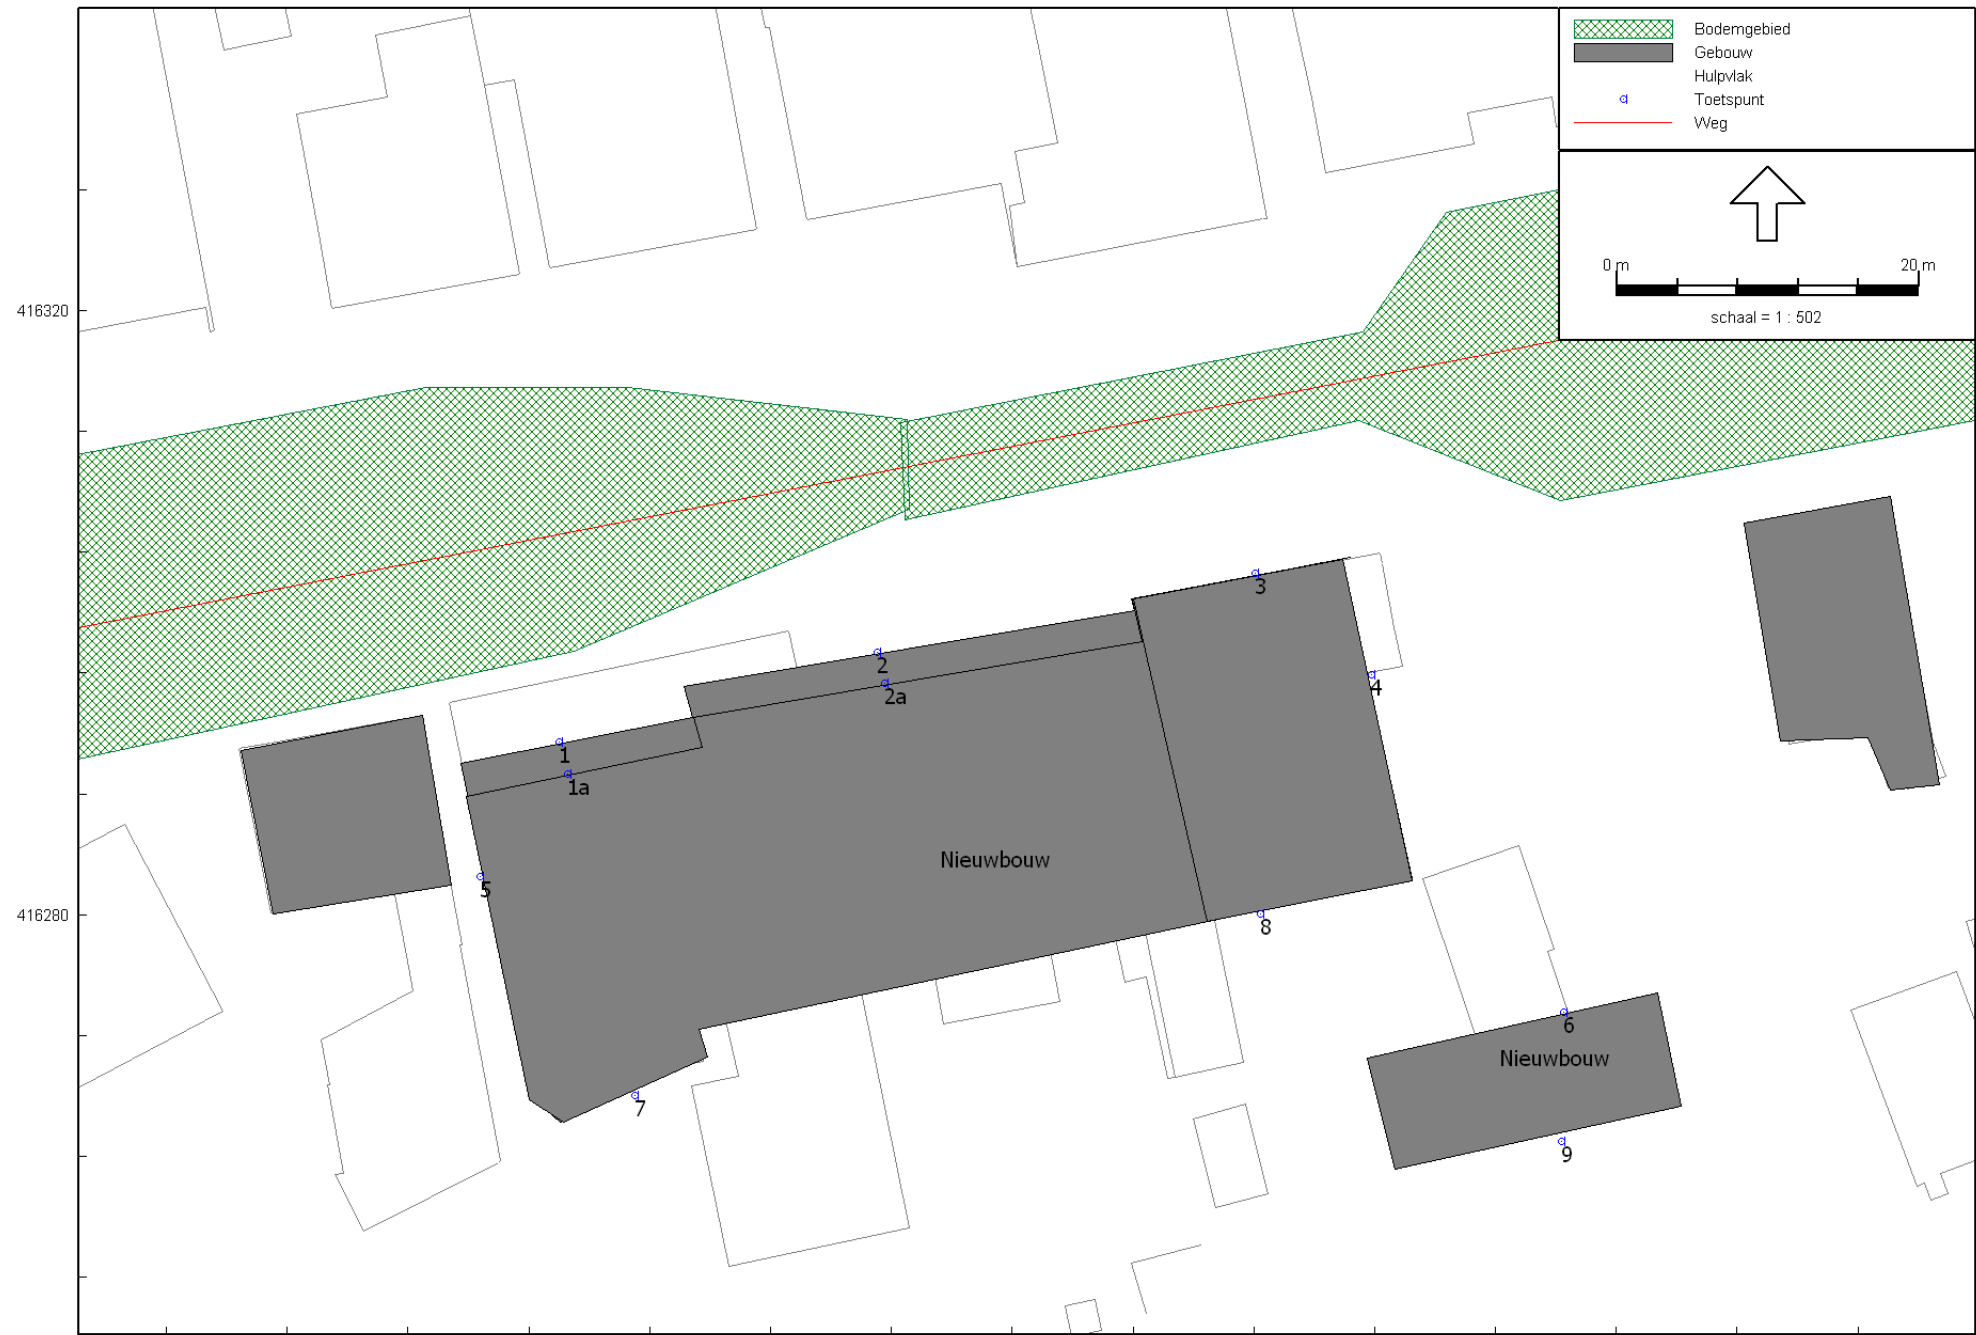 Bodemgebied
Gebouw
Hulpvlak
Toetspunt
Weg
0 m 20 m
schaal = 1 : 502
416320
3
2
4
2a
1
1a
Nieuwbouw
5
416280
8
6
Nieuwbouw
7
9